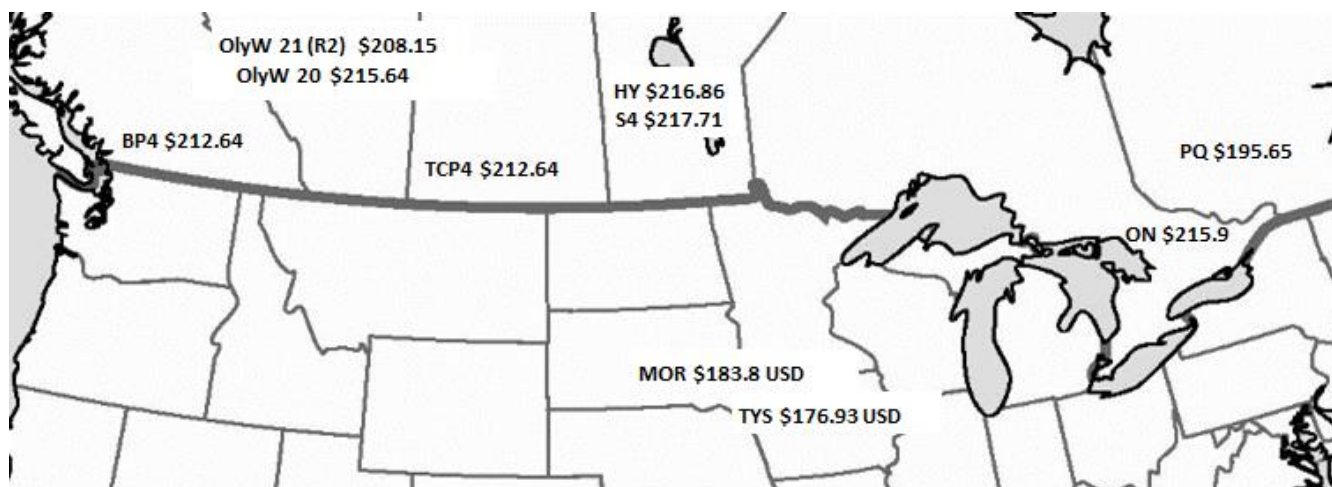 OlyW 21 (R2) $208.15
OlyW 20 $215.64
HY $216.86
S4 $217.71
BP4 $212.64
TCP4 $212.64
PQ $195.65
ON $215.9
MOR $183.8 USD
TYS $176.93 USD